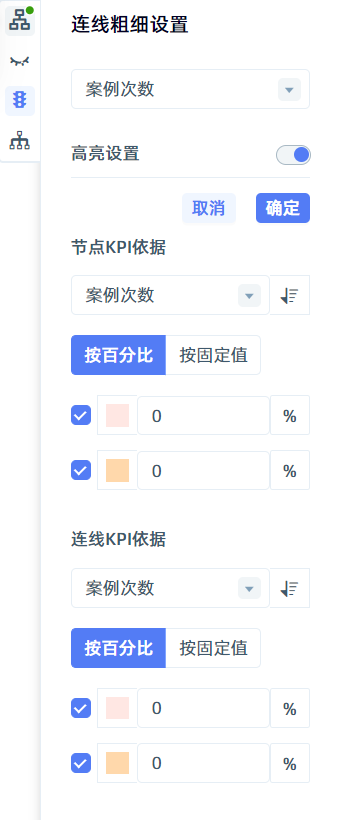 连线粗细设置
案例次数
高亮设置
取消 确定
节点KPI依据
案例次数
按百分比 按固定值
0 %
0 %
连线KPI依据
案例次数
按百分比 按固定值
0 %
0 %